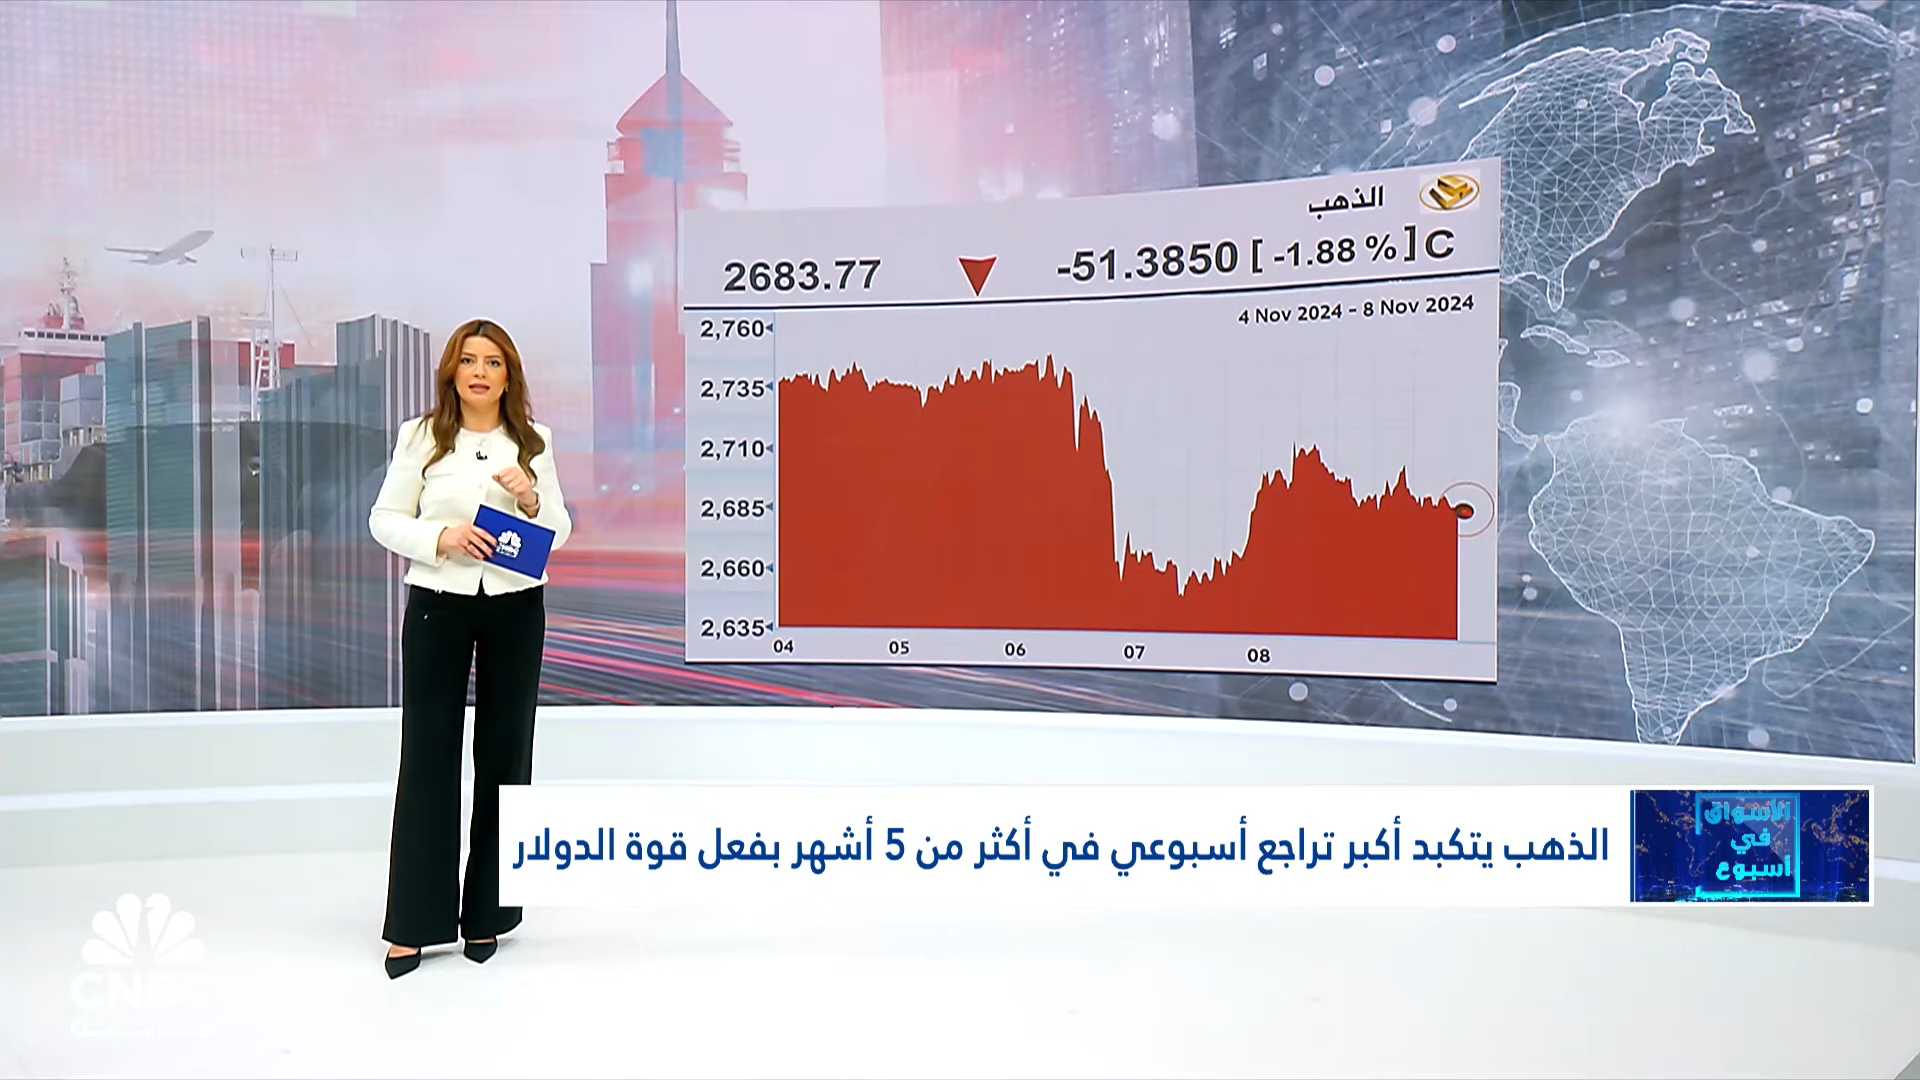 الذهب
2683.77 -51.3850 [ -1.88 % ] C
4 Nov 2024 - 8 Nov 2024
2,760
2,735
2,710
2,685
2,660
2,635
04 05 06 07 08
الذهب يتكبد أكبر تراجع أسبوعي في أكثر من 5 أشهر بفعل قوة الدولار
الأسواق
في
أسبوع
CNBC
عربية